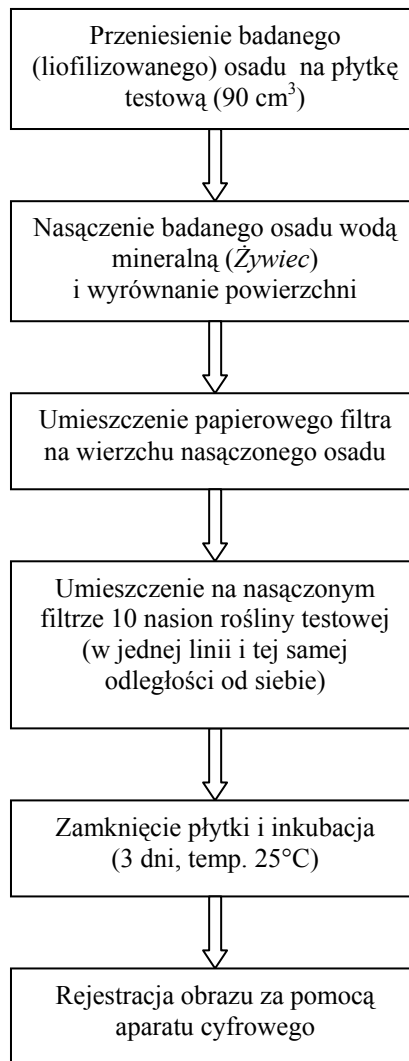 Przeniesienie badanego
(liofilizowanego) osadu na płytkę
testową (90 cm³)
Nasączenie badanego osadu wodą
mineralną (Żywiec)
i wyrównanie powierzchni
Umieszczenie papierowego filtra
na wierzchu nasączonego osadu
Umieszczenie na nasączonym
filtrze 10 nasion rośliny testowej
(w jednej linii i tej samej
odległości od siebie)
Zamknięcie płytki i inkubacja
(3 dni, temp. 25°C)
Rejestracja obrazu za pomocą
aparatu cyfrowego